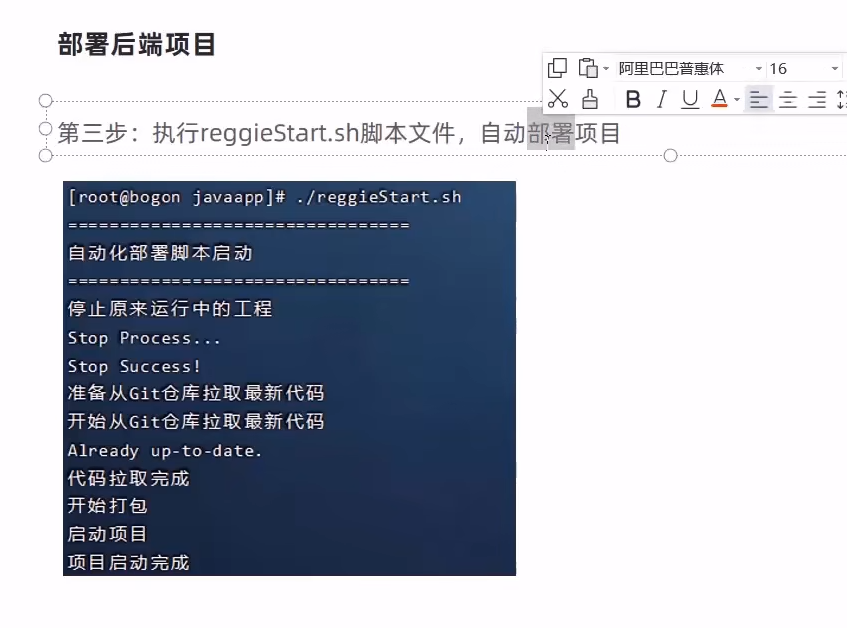 部署后端项目
阿里巴巴普惠体 16
B I U A
第三步：执行reggieStart.sh脚本文件，自动部署项目
[root@bogon javaapp]# ./reggieStart.sh
=================================
自动化部署脚本启动
=================================
停止原来运行中的工程
Stop Process...
Stop Success!
准备从Git仓库拉取最新代码
开始从Git仓库拉取最新代码
Already up-to-date.
代码拉取完成
开始打包
启动项目
项目启动完成